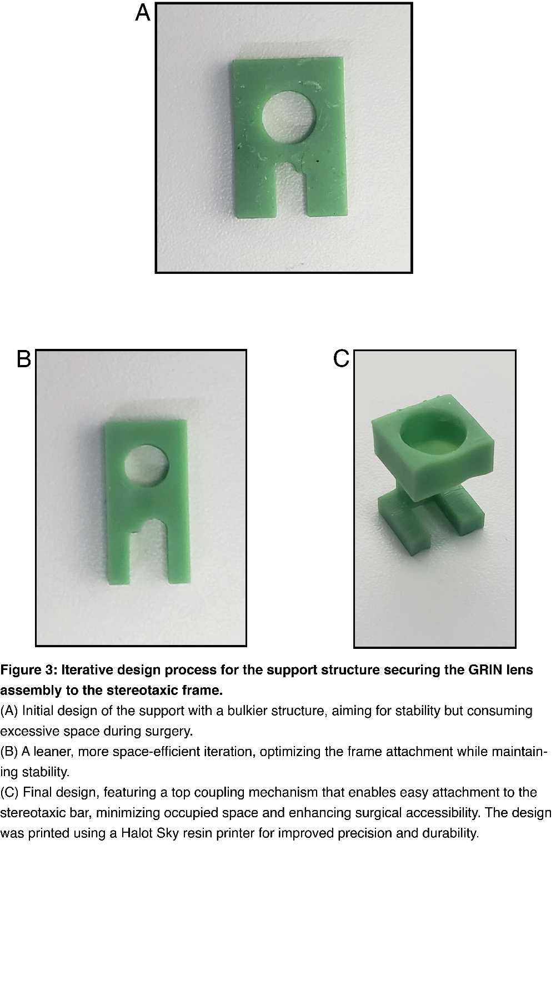 A
B
C
Figure 3: Iterative design process for the support structure securing the GRIN lens
assembly to the stereotaxic frame.
(A) Initial design of the support with a bulkier structure, aiming for stability but consuming
excessive space during surgery.
(B) A leaner, more space-efficient iteration, optimizing the frame attachment while maintain-
ing stability.
(C) Final design, featuring a top coupling mechanism that enables easy attachment to the
stereotaxic bar, minimizing occupied space and enhancing surgical accessibility. The design
was printed using a Halot Sky resin printer for improved precision and durability.